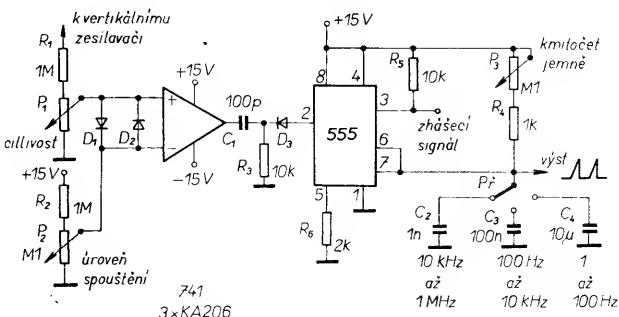 k vertikálnímu
zesilovači
R1
1M
P1
citlivost
D1
D2
+15V
R2
1M
P2
M1
úroveň
spouštění
+
−
+15V
−15V
100p
C1
D3
R3
10k
741
3×KA206
+15V
8
4
2
3
555
6
7
5
1
R5
10k
zhášecí
signál
R6
2k
kmitočet
jemně
P3
M1
R4
1k
výst
Př
C2
1n
C3
100n
C4
10μ
10 kHz
až
1 MHz
100 Hz
až
10 kHz
1
až
100 Hz